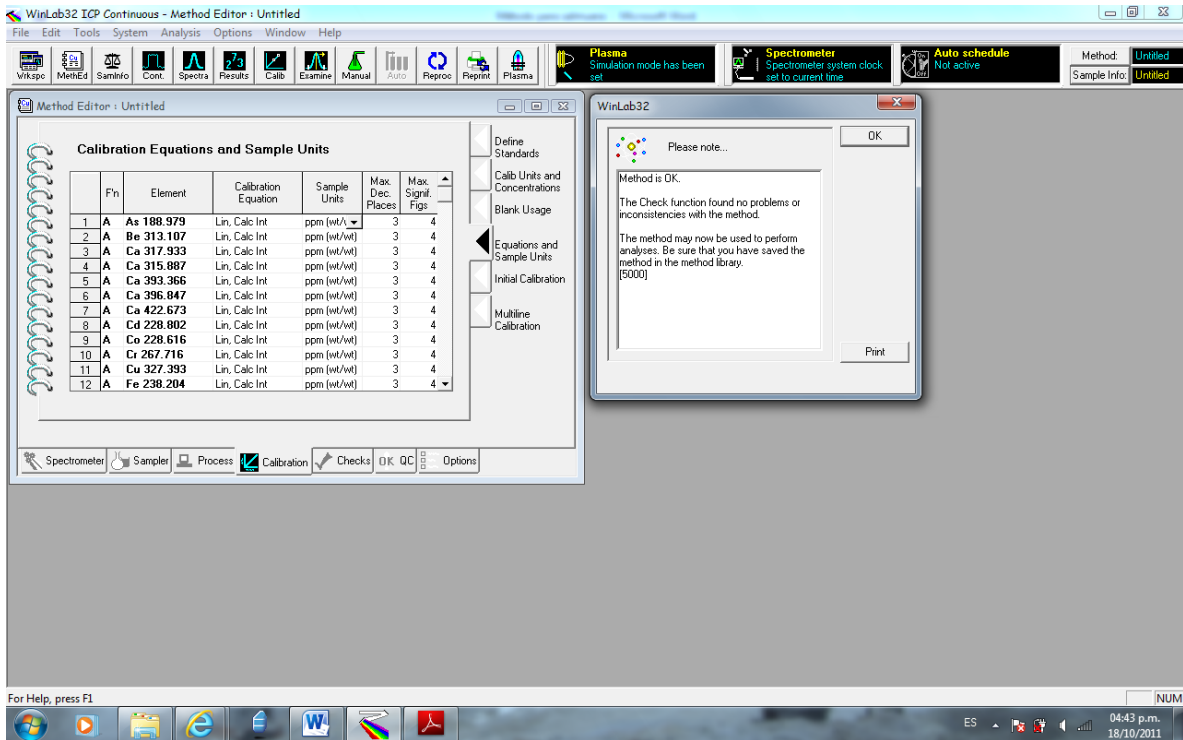 WinLab32 ICP Continuous - Method Editor : Untitled
File Edit Tools System Analysis Options Window Help
Wrkspc MethEd SamInfo Cont. Spectra Results Calib Examine Manual Auto Reproc Reprint Plasma
Plasma
Simulation mode has been
set
Spectrometer
Spectrometer system clock
set to current time
Auto schedule
Not active
Method: Untitled
Sample Info: Untitled
Method Editor : Untitled
Calibration Equations and Sample Units
F'n Element Calibration Equation Sample Units Max. Dec. Places Max. Signif. Figs
1 A As 188.979 Lin, Calc Int ppm (wt/\ 3 4
2 A Be 313.107 Lin, Calc Int ppm (wt/wt) 3 4
3 A Ca 317.933 Lin, Calc Int ppm (wt/wt) 3 4
4 A Ca 315.887 Lin, Calc Int ppm (wt/wt) 3 4
5 A Ca 393.366 Lin, Calc Int ppm (wt/wt) 3 4
6 A Ca 396.847 Lin, Calc Int ppm (wt/wt) 3 4
7 A Ca 422.673 Lin, Calc Int ppm (wt/wt) 3 4
8 A Cd 228.802 Lin, Calc Int ppm (wt/wt) 3 4
9 A Co 228.616 Lin, Calc Int ppm (wt/wt) 3 4
10 A Cr 267.716 Lin, Calc Int ppm (wt/wt) 3 4
11 A Cu 327.393 Lin, Calc Int ppm (wt/wt) 3 4
12 A Fe 238.204 Lin, Calc Int ppm (wt/wt) 3 4
Define
Standards
Calib Units and
Concentrations
Blank Usage
Equations and
Sample Units
Initial Calibration
Multiline
Calibration
Spectrometer Sampler Process Calibration Checks OK QC Options
WinLab32
Please note...
OK
Method is OK.
The Check function found no problems or
inconsistencies with the method.
The method may now be used to perform
analyses. Be sure that you have saved the
method in the method library.
[5000]
Print
For Help, press F1
NUM
ES
04:43 p.m.
18/10/2011